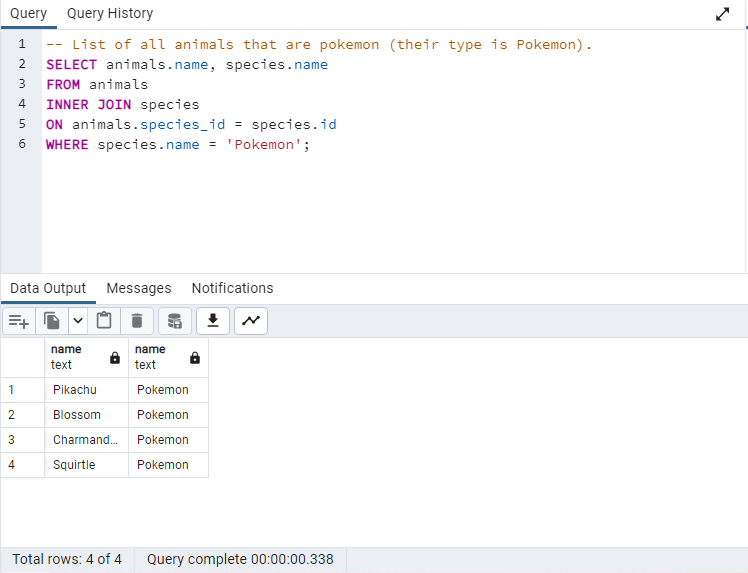 Query Query History
1 -- List of all animals that are pokemon (their type is Pokemon).
2 SELECT animals.name, species.name
3 FROM animals
4 INNER JOIN species
5 ON animals.species_id = species.id
6 WHERE species.name = 'Pokemon';
Data Output Messages Notifications
name name
text text
1 Pikachu Pokemon
2 Blossom Pokemon
3 Charmand... Pokemon
4 Squirtle Pokemon
Total rows: 4 of 4 Query complete 00:00:00.338